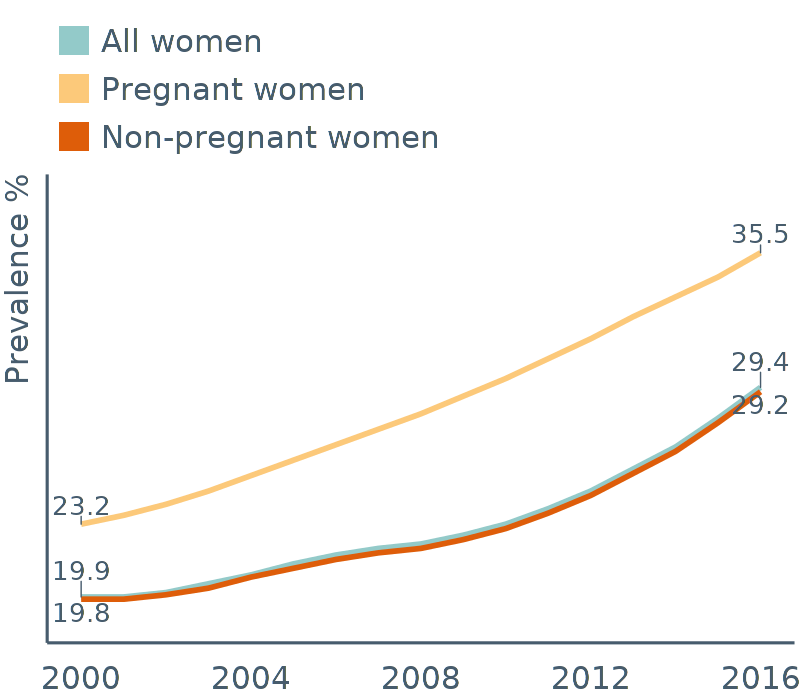 All women
Pregnant women
Non-pregnant women
Prevalence %
35.5
29.4
29.2
23.2
19.9
19.8
2000 2004 2008 2012 2016